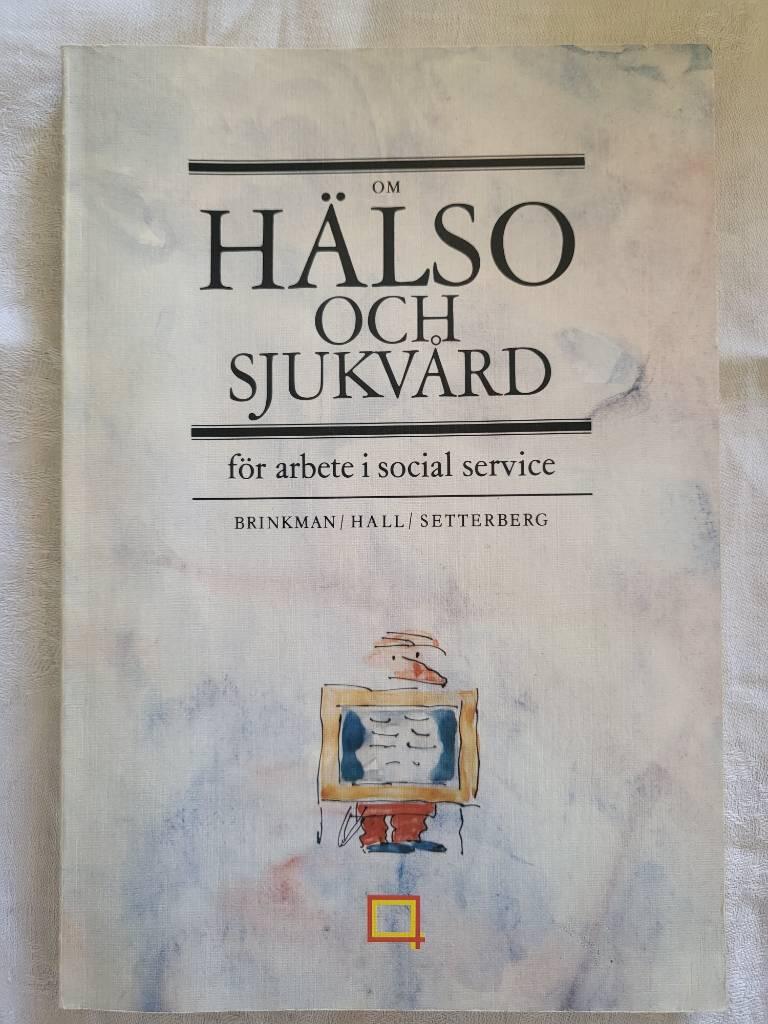 OM
HÄLSO
OCH
SJUKVÅRD
för arbete i social service
BRINKMAN/HALL/SETTERBERG